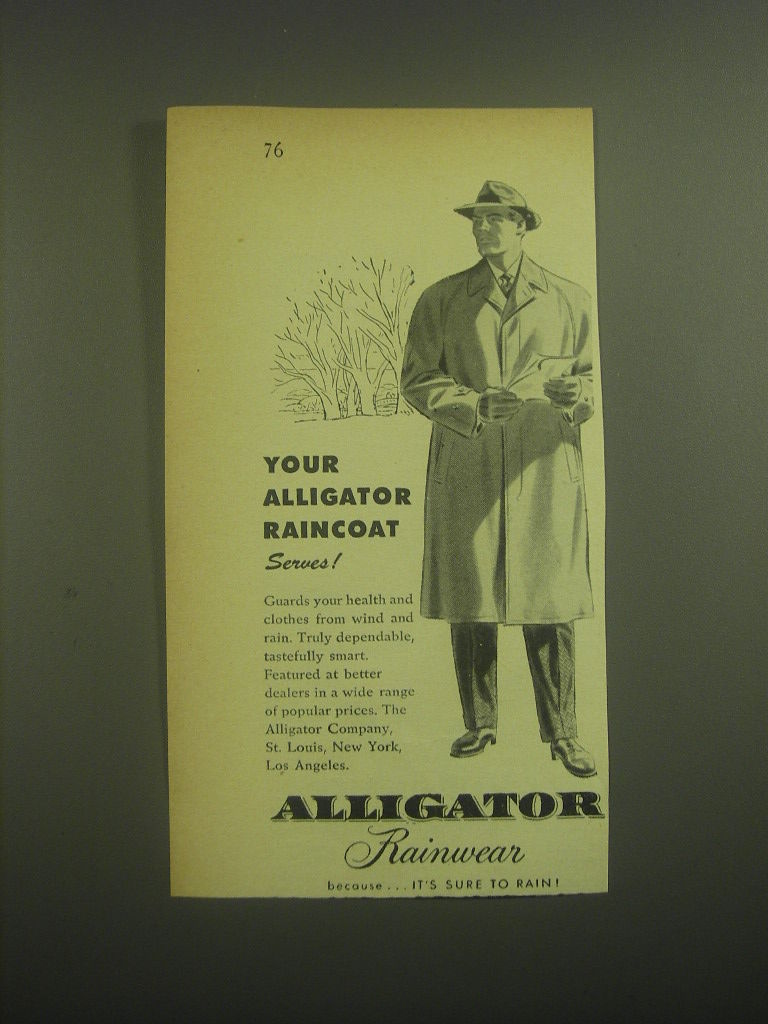 76
YOUR
ALLIGATOR
RAINCOAT
Serves!
Guards your health and
clothes from wind and
rain. Truly dependable,
tastefully smart.
Featured at better
dealers in a wide range
of popular prices. The
Alligator Company,
St. Louis, New York,
Los Angeles.
ALLIGATOR
Rainwear
because... IT'S SURE TO RAIN!